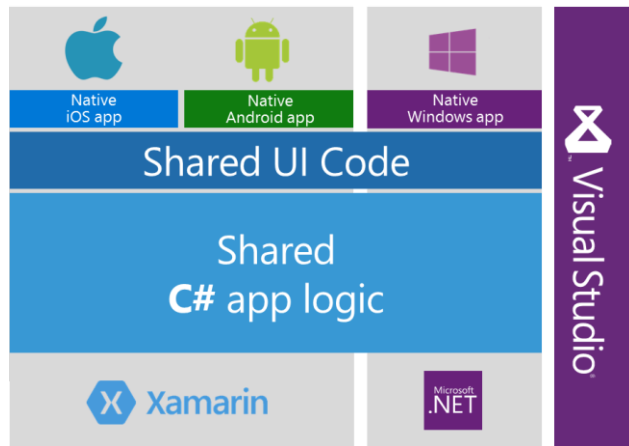 Native
iOS app
Native
Android app
Native
Windows app
Shared UI Code
Shared
C# app logic
X Xamarin
Microsoft
.NET
Visual Studio